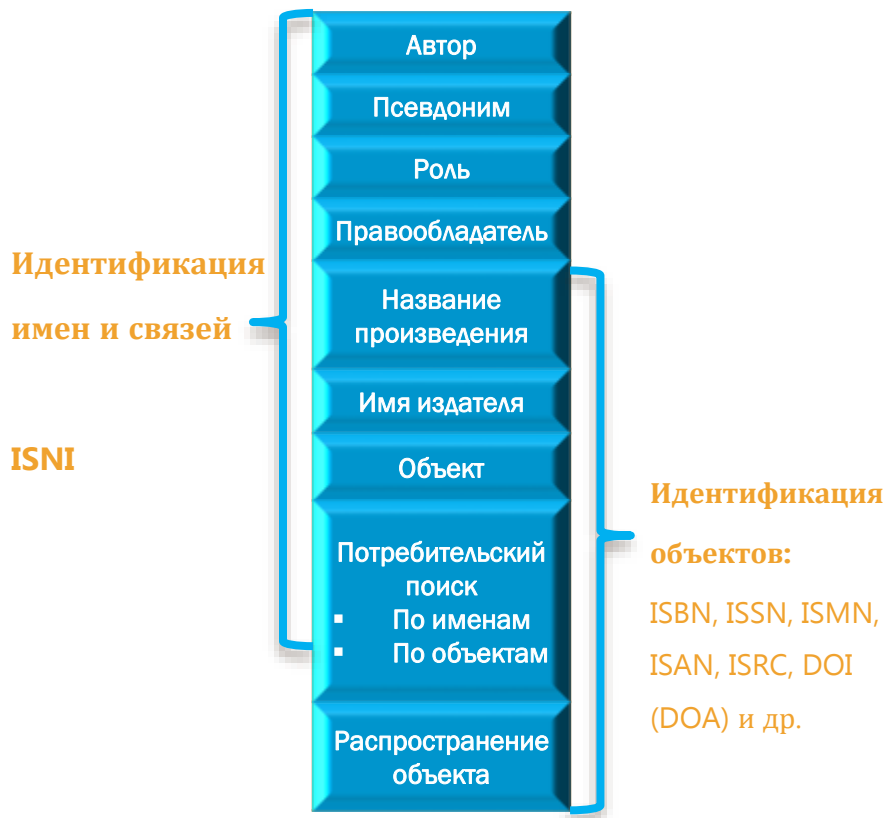 Автор
Псевдоним
Роль
Правообладатель
Название
произведения
Имя издателя
Объект
Потребительский
поиск
▪ По именам
▪ По объектам
Распространение
объекта
Идентификация
имен и связей
ISNI
Идентификация
объектов:
ISBN, ISSN, ISMN,
ISAN, ISRC, DOI
(DOA) и др.